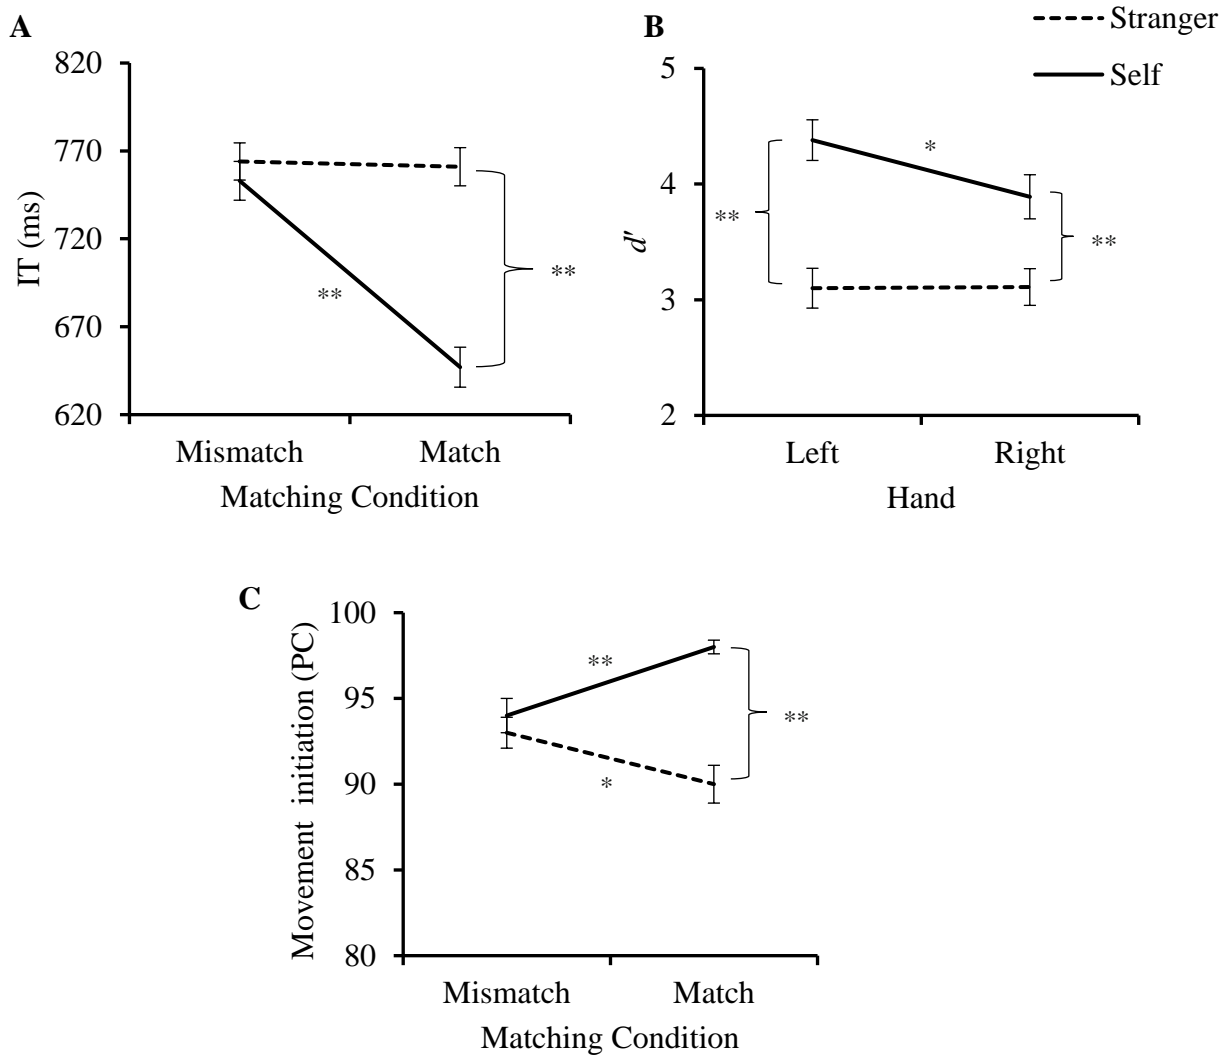 A
820
770
720
670
620
IT (ms)
**
**
Mismatch Match
Matching Condition
B
Stranger
Self
5
4
3
2
d'
**
*
**
Left Right
Hand
C
100
95
90
85
80
Movement initiation (PC)
**
*
**
Mismatch Match
Matching Condition